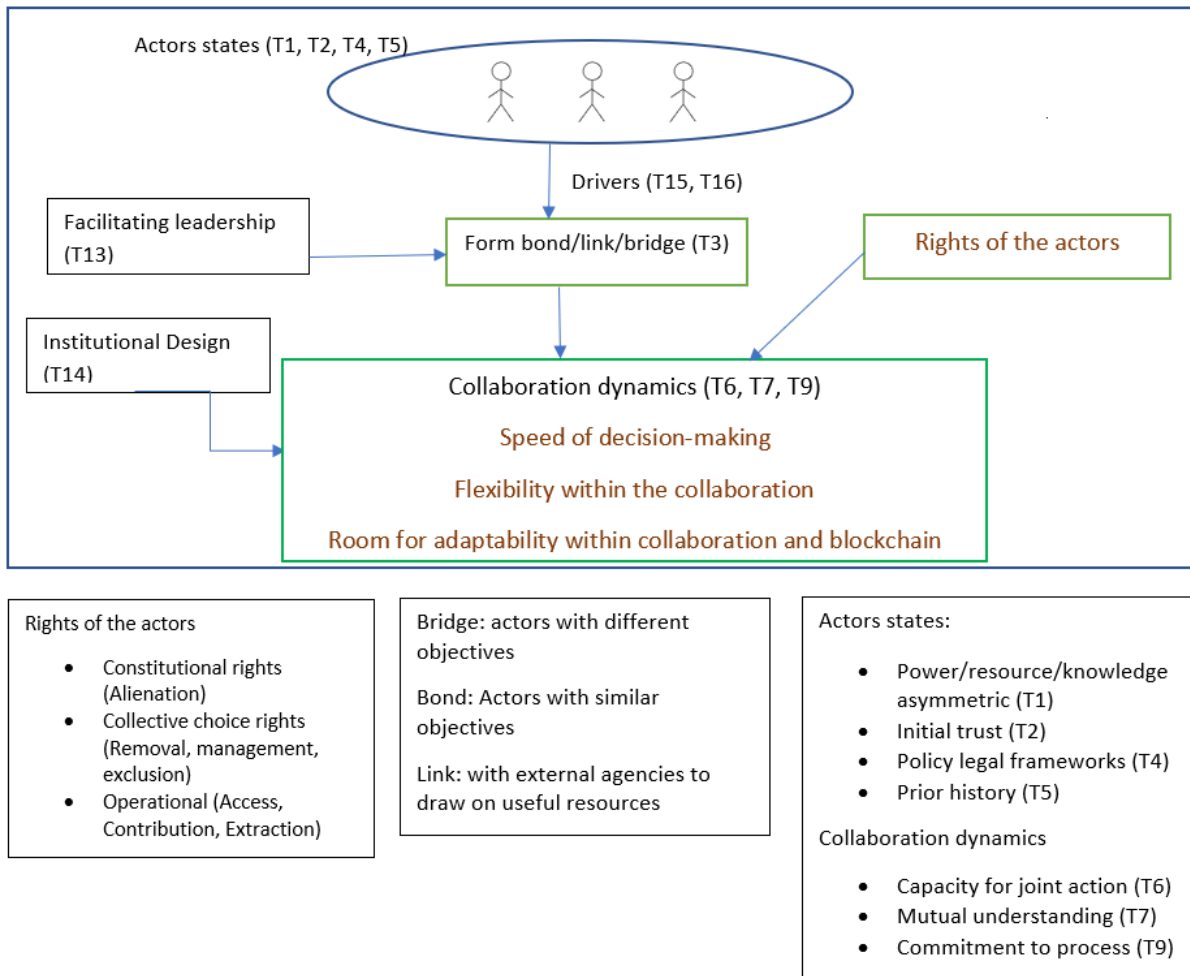 Actors states (T1, T2, T4, T5)
Drivers (T15, T16)
Facilitating leadership
(T13)
Form bond/link/bridge (T3)
Rights of the actors
Institutional Design
(T14)
Collaboration dynamics (T6, T7, T9)
Speed of decision-making
Flexibility within the collaboration
Room for adaptability within collaboration and blockchain
Rights of the actors
• Constitutional rights
(Alienation)
• Collective choice rights
(Removal, management,
exclusion)
• Operational (Access,
Contribution, Extraction)
Bridge: actors with different
objectives
Bond: Actors with similar
objectives
Link: with external agencies to
draw on useful resources
Actors states:
• Power/resource/knowledge
asymmetric (T1)
• Initial trust (T2)
• Policy legal frameworks (T4)
• Prior history (T5)
Collaboration dynamics
• Capacity for joint action (T6)
• Mutual understanding (T7)
• Commitment to process (T9)